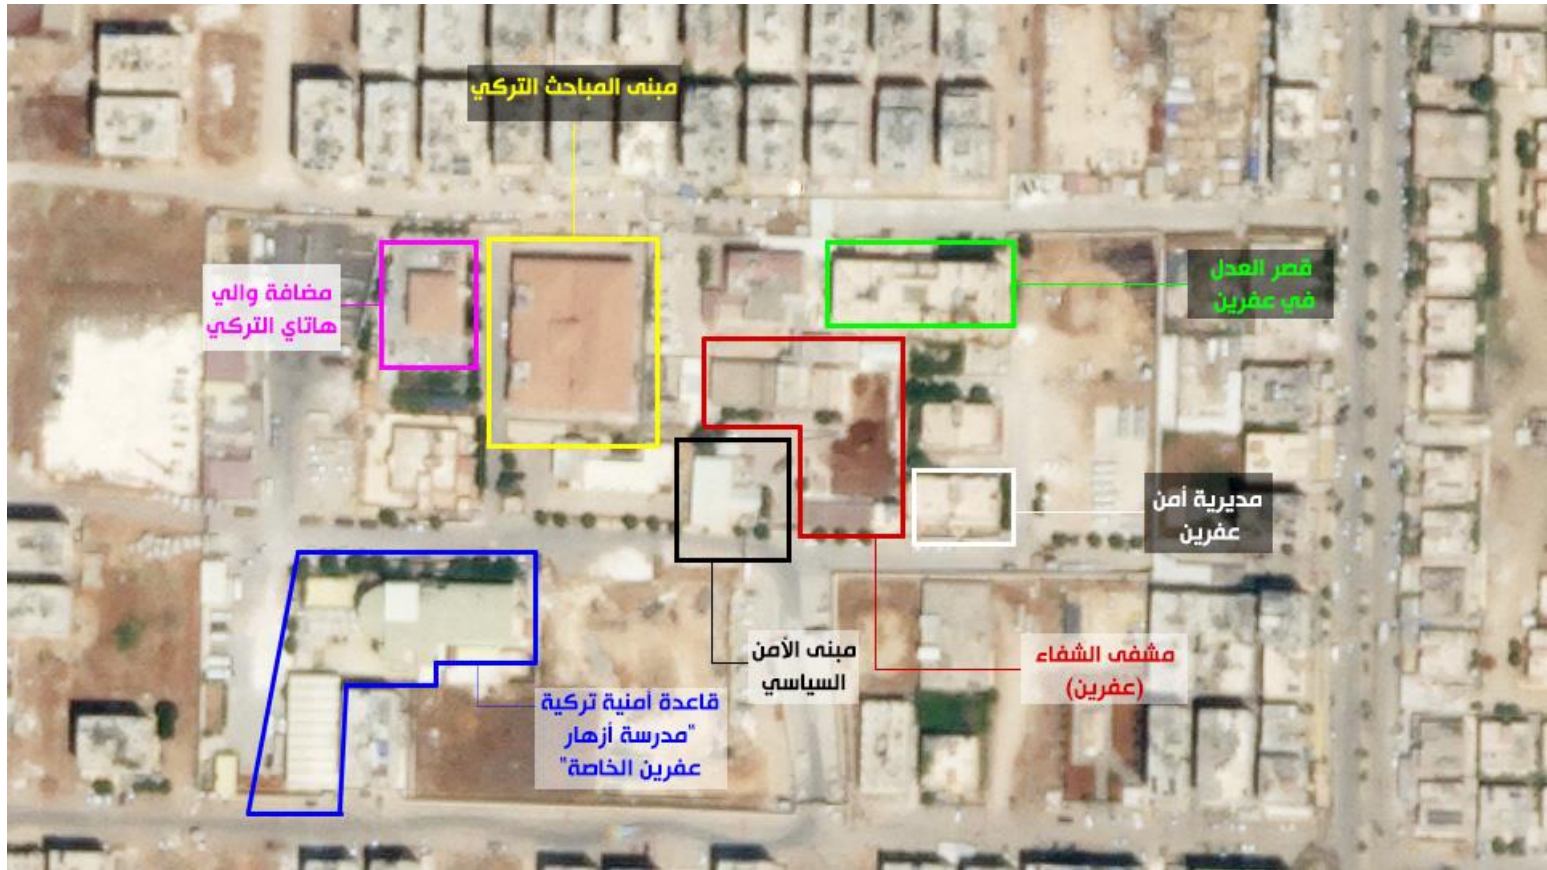 مبنى المباحث التركي
قصر العدل
في عفرين
مضافة والي
هاتاي التركي
مديرية أمن
عفرين
مبنى الأمن
السياسي
مشفى الشفاء
(عفرين)
قاعدة أمنية تركية
"مدرسة أزهار
عفرين الخاصة"